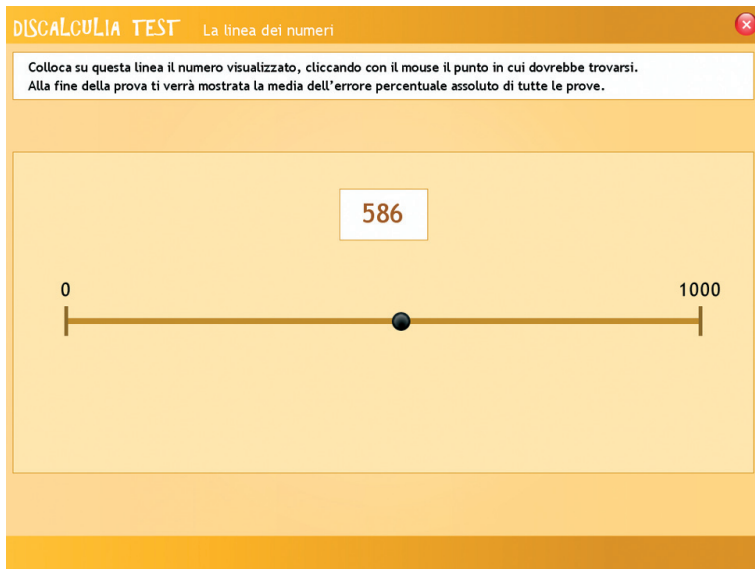 DISCALCULIA TEST La linea dei numeri
Colloca su questa linea il numero visualizzato, cliccando con il mouse il punto in cui dovrebbe trovarsi.
Alla fine della prova ti verrà mostrata la media dell'errore percentuale assoluto di tutte le prove.
586
0 1000